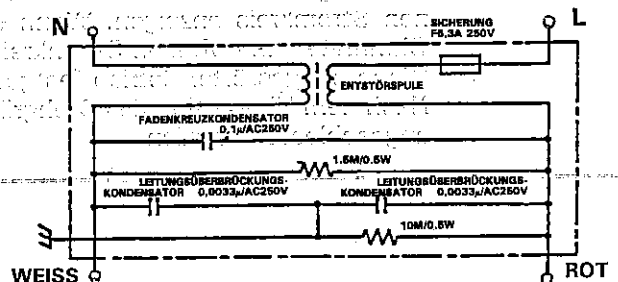 N
L
SICHERUNG
F6,3A 250V
ENTSTÖRSPULE
FADENKREUZKONDENSATOR
0,1µ/AC250V
1.5M/0.5W
LEITUNGSÜBERBRÜCKUNGS-
KONDENSATOR 0,0033µ/AC250V
LEITUNGSÜBERBRÜCKUNGS-
KONDENSATOR 0,0033µ/AC250V
10M/0.5W
WEISS
ROT